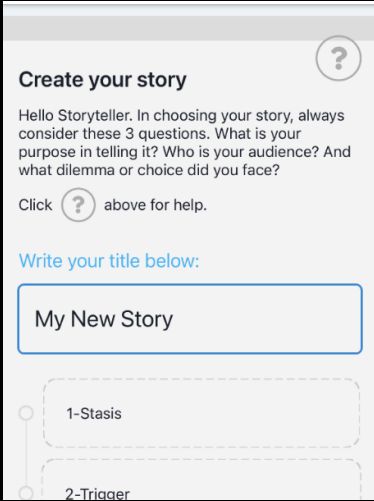 ?
Create your story
Hello Storyteller. In choosing your story, always
consider these 3 questions. What is your
purpose in telling it? Who is your audience? And
what dilemma or choice did you face?
Click ? above for help.
Write your title below:
My New Story
1-Stasis
2-Trigger